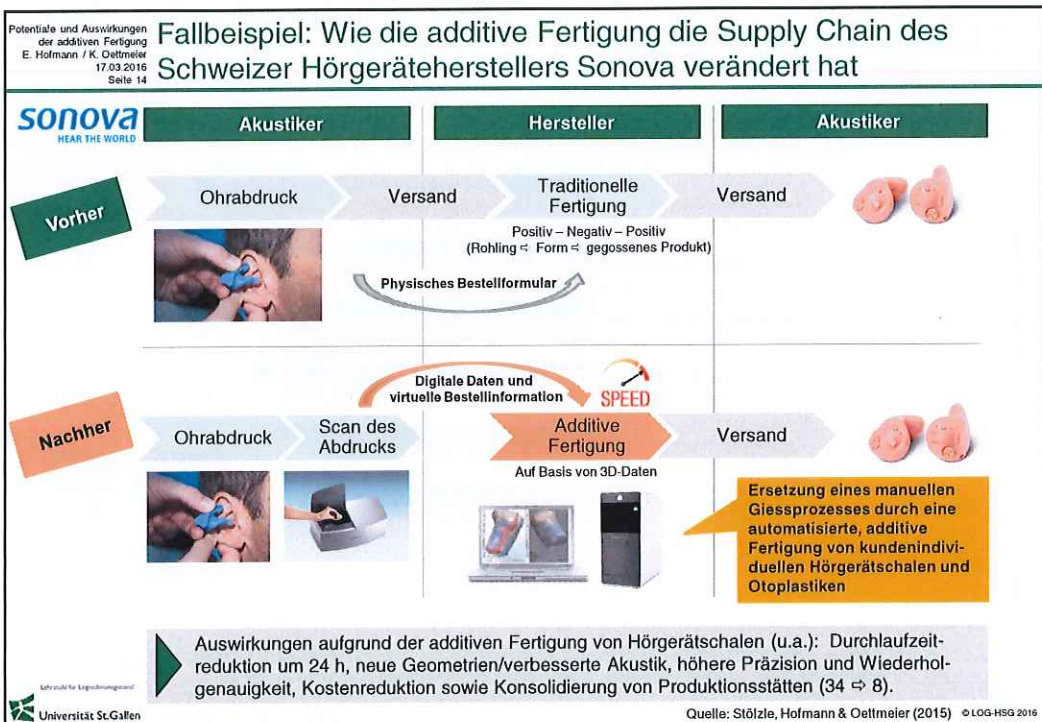 Potentiale und Auswirkungen
der additiven Fertigung
E. Hofmann / K. Oettmeier
17.03.2016
Seite 14
Fallbeispiel: Wie die additive Fertigung die Supply Chain des
Schweizer Hörgeräteherstellers Sonova verändert hat
sonova
HEAR THE WORLD
Akustiker
Hersteller
Akustiker
Vorher
Ohrabdruck
Versand
Traditionelle
Fertigung
Versand
Positiv – Negativ – Positiv
(Rohling ⇨ Form ⇨ gegossenes Produkt)
Physisches Bestellformular
Digitale Daten und
virtuelle Bestellinformation
SPEED
Nachher
Ohrabdruck
Scan des
Abdrucks
Additive
Fertigung
Versand
Auf Basis von 3D-Daten
Ersetzung eines manuellen
Giessprozesses durch eine
automatisierte, additive
Fertigung von kundenindivi-
duellen Hörgerätschalen und
Otoplastiken
Auswirkungen aufgrund der additiven Fertigung von Hörgerätschalen (u.a.): Durchlaufzeit-
reduktion um 24 h, neue Geometrien/verbesserte Akustik, höhere Präzision und Wiederhol-
genauigkeit, Kostenreduktion sowie Konsolidierung von Produktionsstätten (34 ⇨ 8).
Lehrstuhl für Logistikmanagement
Universität St.Gallen
Quelle: Stölzle, Hofmann & Oettmeier (2015)
© LOG-HSG 2016